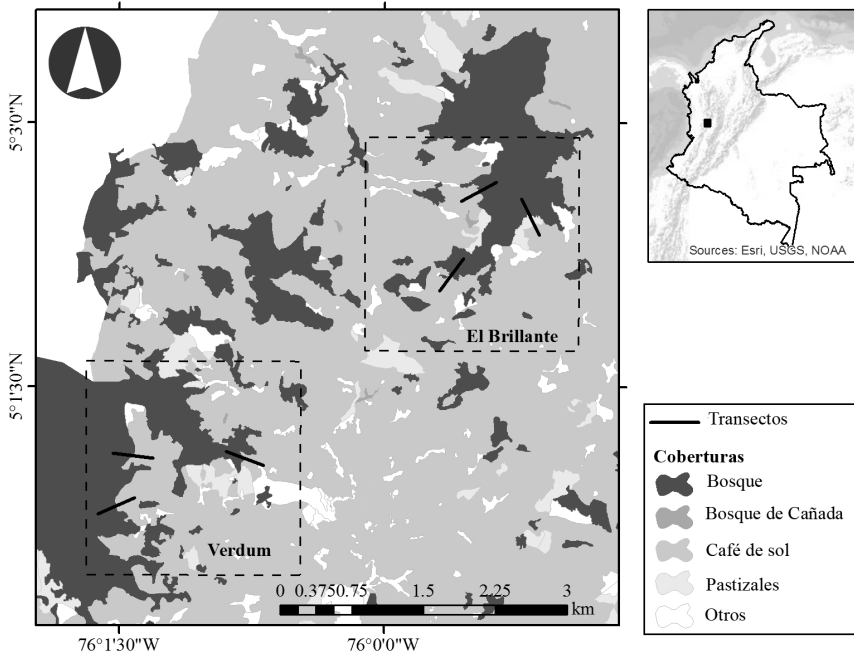 5°3'0"N
5°1'30"N
76°1'30"W
76°0'0"W
El Brillante
Verdum
0 0.375 0.75 1.5 2.25 3
km
Sources: Esri, USGS, NOAA
Transectos
Coberturas
Bosque
Bosque de Cañada
Café de sol
Pastizales
Otros